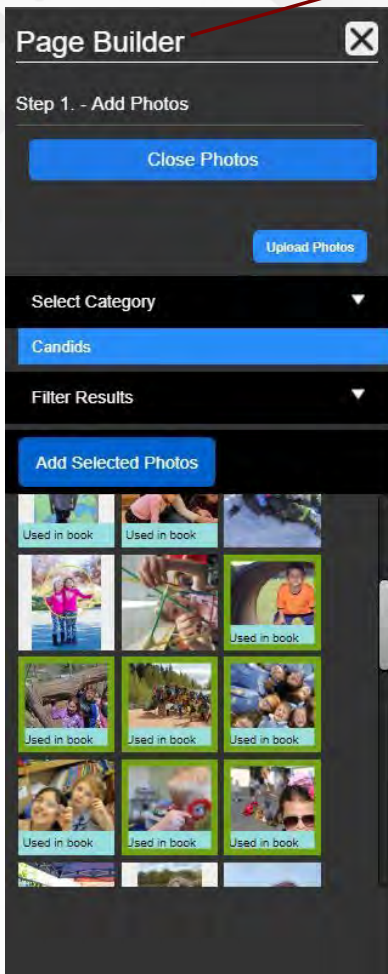 Page Builder
Step 1. - Add Photos
Close Photos
Upload Photos
Select Category
Candids
Filter Results
Add Selected Photos
Used in book Used in book
Used in book
Used in book Used in book Used in book
Used in book Used in book Used in book